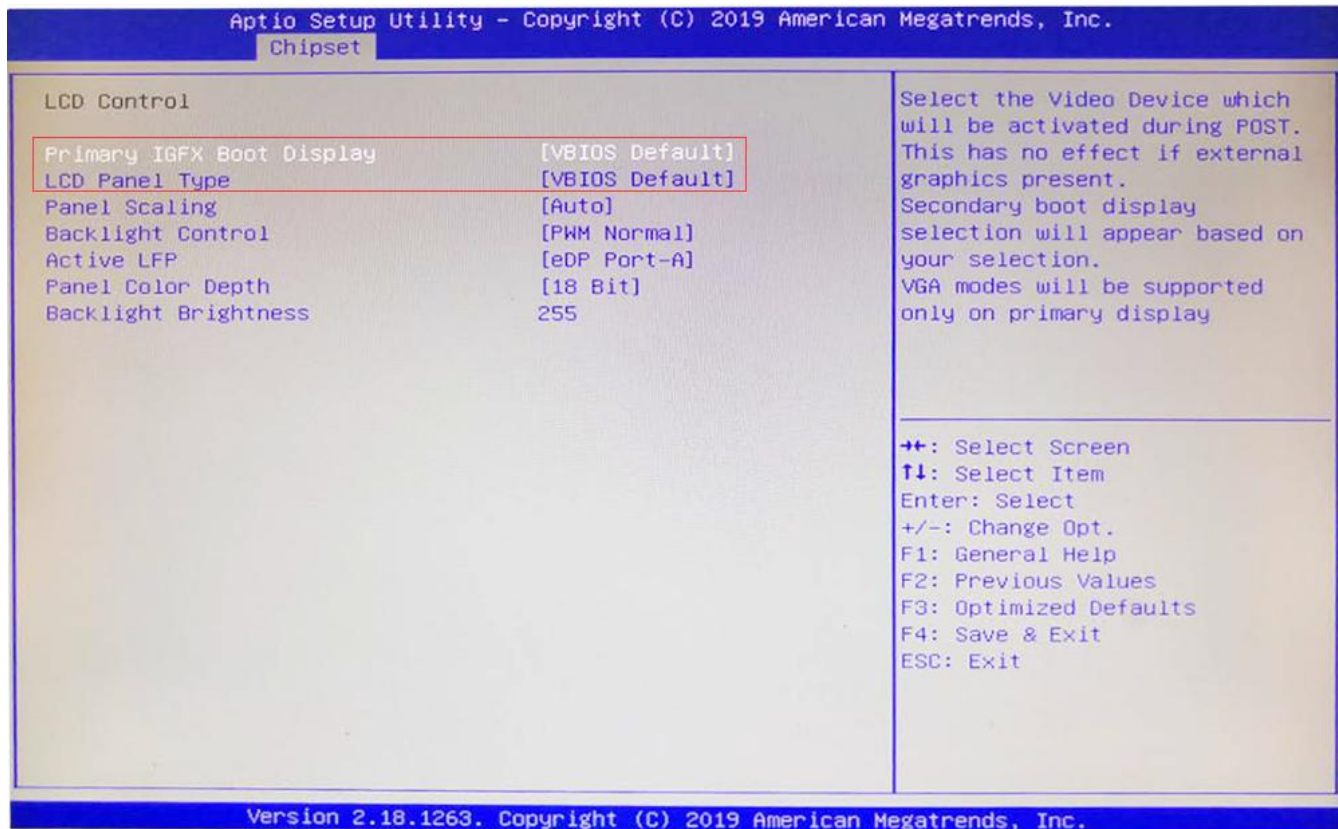 Aptio Setup Utility – Copyright (C) 2019 American Megatrends, Inc.
Chipset
LCD Control
Primary IGFX Boot Display [VBIOS Default]
LCD Panel Type [VBIOS Default]
Panel Scaling [Auto]
Backlight Control [PWM Normal]
Active LFP [eDP Port-A]
Panel Color Depth [18 Bit]
Backlight Brightness 255
Select the Video Device which
will be activated during POST.
This has no effect if external
graphics present.
Secondary boot display
selection will appear based on
your selection.
VGA modes will be supported
only on primary display
→←: Select Screen
↑↓: Select Item
Enter: Select
+/-: Change Opt.
F1: General Help
F2: Previous Values
F3: Optimized Defaults
F4: Save & Exit
ESC: Exit
Version 2.18.1263. Copyright (C) 2019 American Megatrends, Inc.